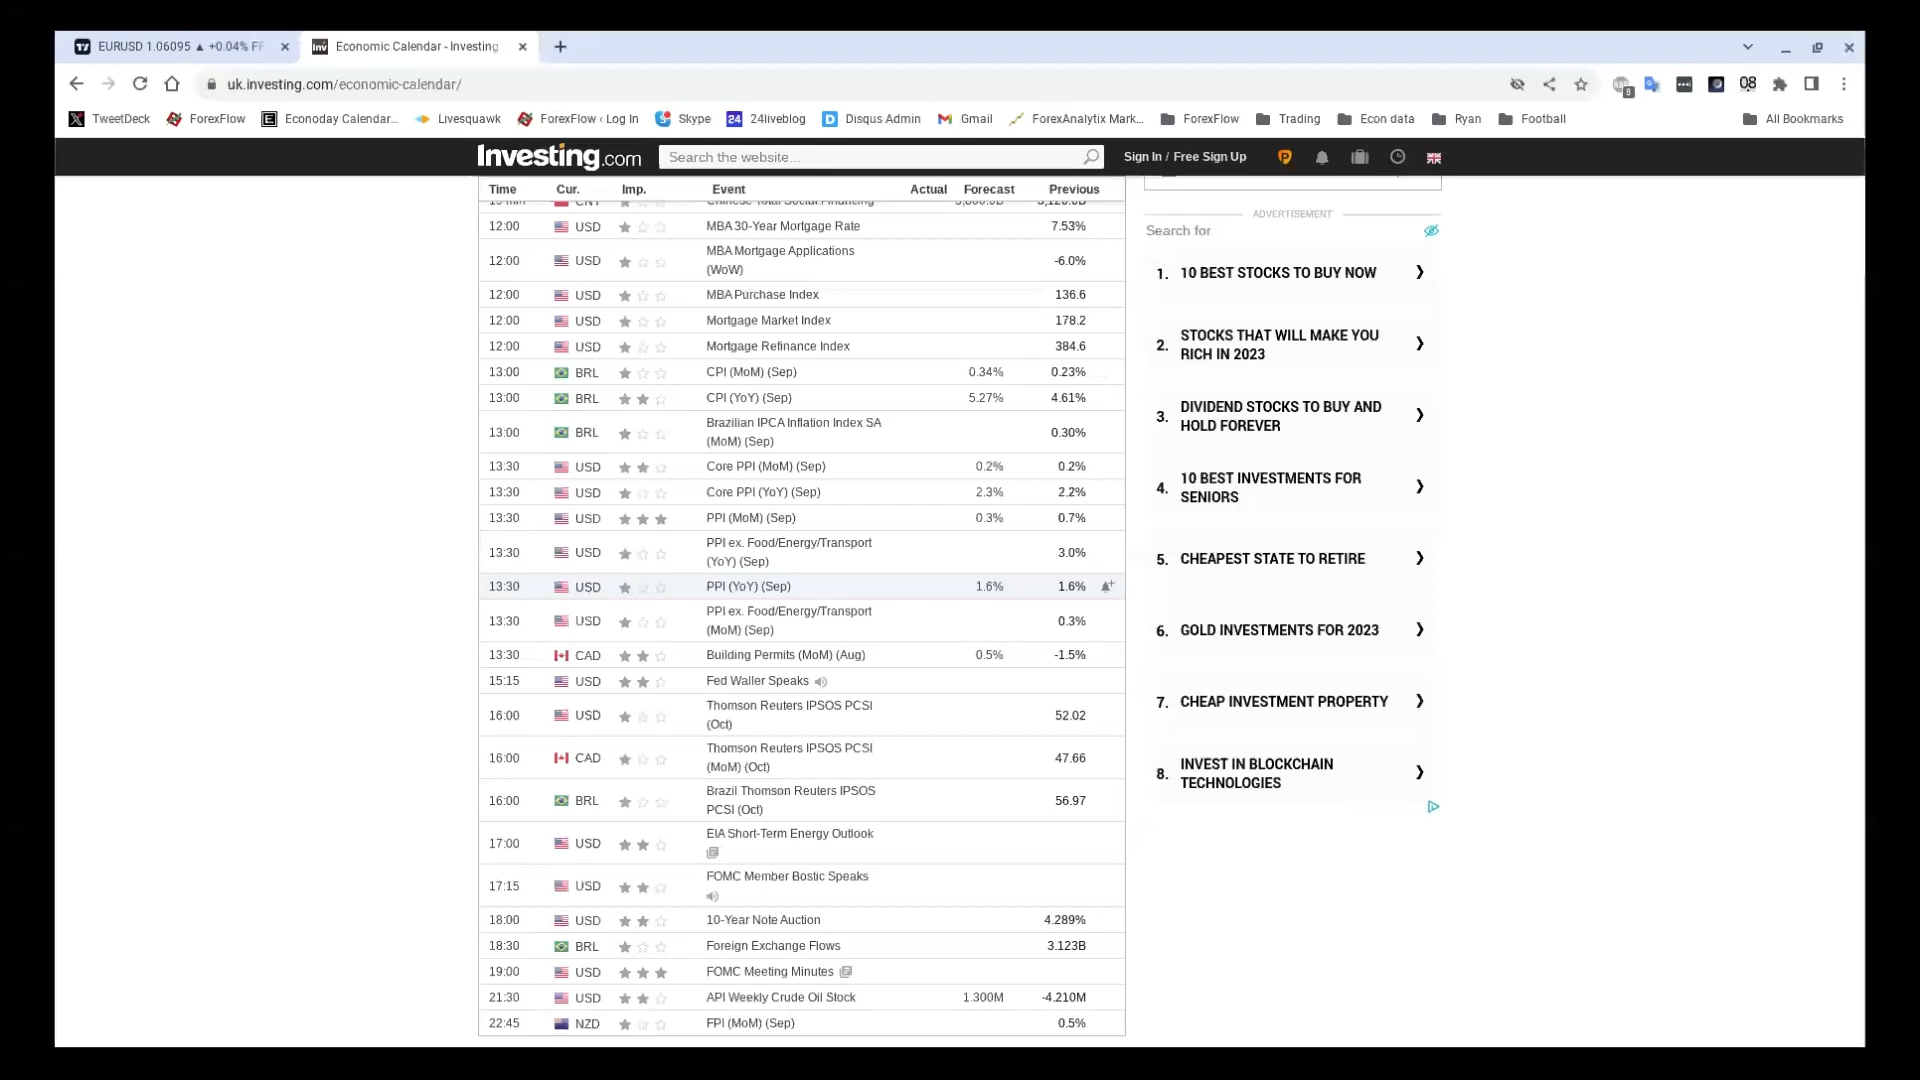 EURUSD 1.06095 ▲ +0.04% FF
Economic Calendar - Investing
uk.investing.com/economic-calendar/
TweetDeck ForexFlow Econoday Calendar... Livesquawk ForexFlow ‹ Log In Skype 24 24liveblog Disqus Admin Gmail ForexAnalytix Mark... ForexFlow Trading Econ data Ryan Football All Bookmarks
Investing.com Search the website... Sign In / Free Sign Up
Time Cur. Imp. Event Actual Forecast Previous
12:00 USD MBA 30-Year Mortgage Rate 7.53%
12:00 USD MBA Mortgage Applications -6.0%
(WoW)
12:00 USD MBA Purchase Index 136.6
12:00 USD Mortgage Market Index 178.2
12:00 USD Mortgage Refinance Index 384.6
13:00 BRL CPI (MoM) (Sep) 0.34% 0.23%
13:00 BRL CPI (YoY) (Sep) 5.27% 4.61%
13:00 BRL Brazilian IPCA Inflation Index SA 0.30%
(MoM) (Sep)
13:30 USD Core PPI (MoM) (Sep) 0.2% 0.2%
13:30 USD Core PPI (YoY) (Sep) 2.3% 2.2%
13:30 USD PPI (MoM) (Sep) 0.3% 0.7%
13:30 USD PPI ex. Food/Energy/Transport 3.0%
(YoY) (Sep)
13:30 USD PPI (YoY) (Sep) 1.6% 1.6%
13:30 USD PPI ex. Food/Energy/Transport 0.3%
(MoM) (Sep)
13:30 CAD Building Permits (MoM) (Aug) 0.5% -1.5%
15:15 USD Fed Waller Speaks
16:00 USD Thomson Reuters IPSOS PCSI 52.02
(Oct)
16:00 CAD Thomson Reuters IPSOS PCSI 47.66
(MoM) (Oct)
16:00 BRL Brazil Thomson Reuters IPSOS 56.97
PCSI (Oct)
17:00 USD EIA Short-Term Energy Outlook
17:15 USD FOMC Member Bostic Speaks
18:00 USD 10-Year Note Auction 4.289%
18:30 BRL Foreign Exchange Flows 3.123B
19:00 USD FOMC Meeting Minutes
21:30 USD API Weekly Crude Oil Stock 1.300M -4.210M
22:45 NZD FPI (MoM) (Sep) 0.5%
ADVERTISEMENT
Search for
1. 10 BEST STOCKS TO BUY NOW
2. STOCKS THAT WILL MAKE YOU
RICH IN 2023
3. DIVIDEND STOCKS TO BUY AND
HOLD FOREVER
4. 10 BEST INVESTMENTS FOR
SENIORS
5. CHEAPEST STATE TO RETIRE
6. GOLD INVESTMENTS FOR 2023
7. CHEAP INVESTMENT PROPERTY
8. INVEST IN BLOCKCHAIN
TECHNOLOGIES